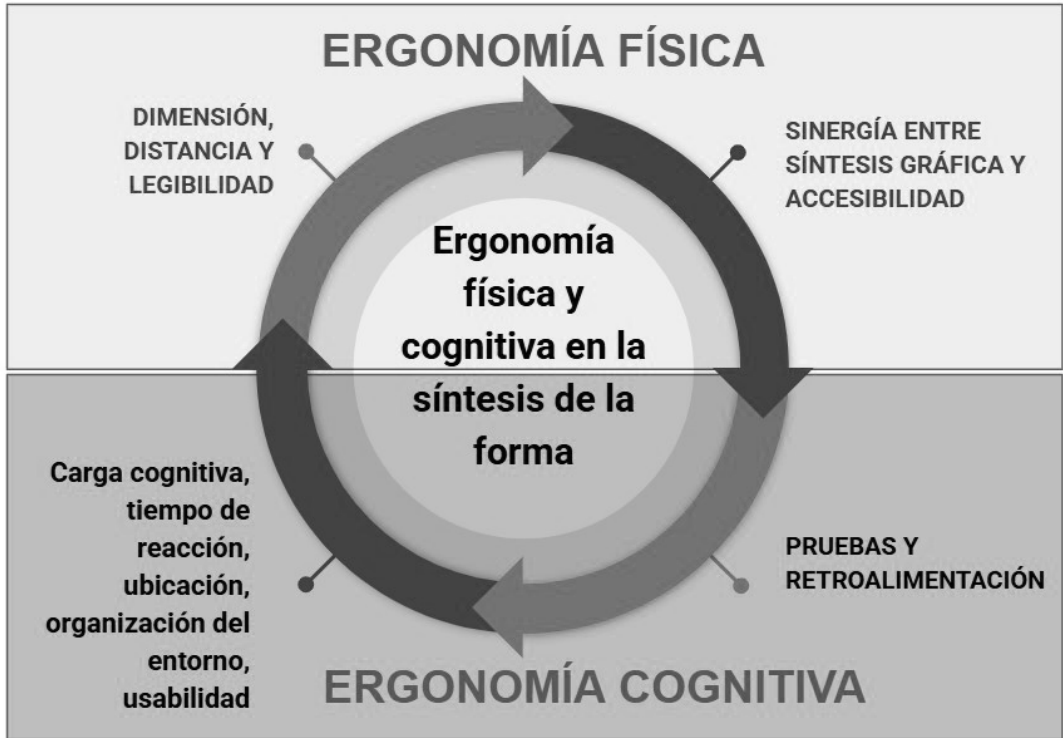 ERGONOMÍA FÍSICA
DIMENSIÓN,
DISTANCIA Y
LEGIBILIDAD
SINERGÍA ENTRE
SÍNTESIS GRÁFICA Y
ACCESIBILIDAD
Ergonomía
física y
cognitiva en la
síntesis de la
forma
Carga cognitiva,
tiempo de
reacción,
ubicación,
organización del
entorno,
usabilidad
PRUEBAS Y
RETROALIMENTACIÓN
ERGONOMÍA COGNITIVA